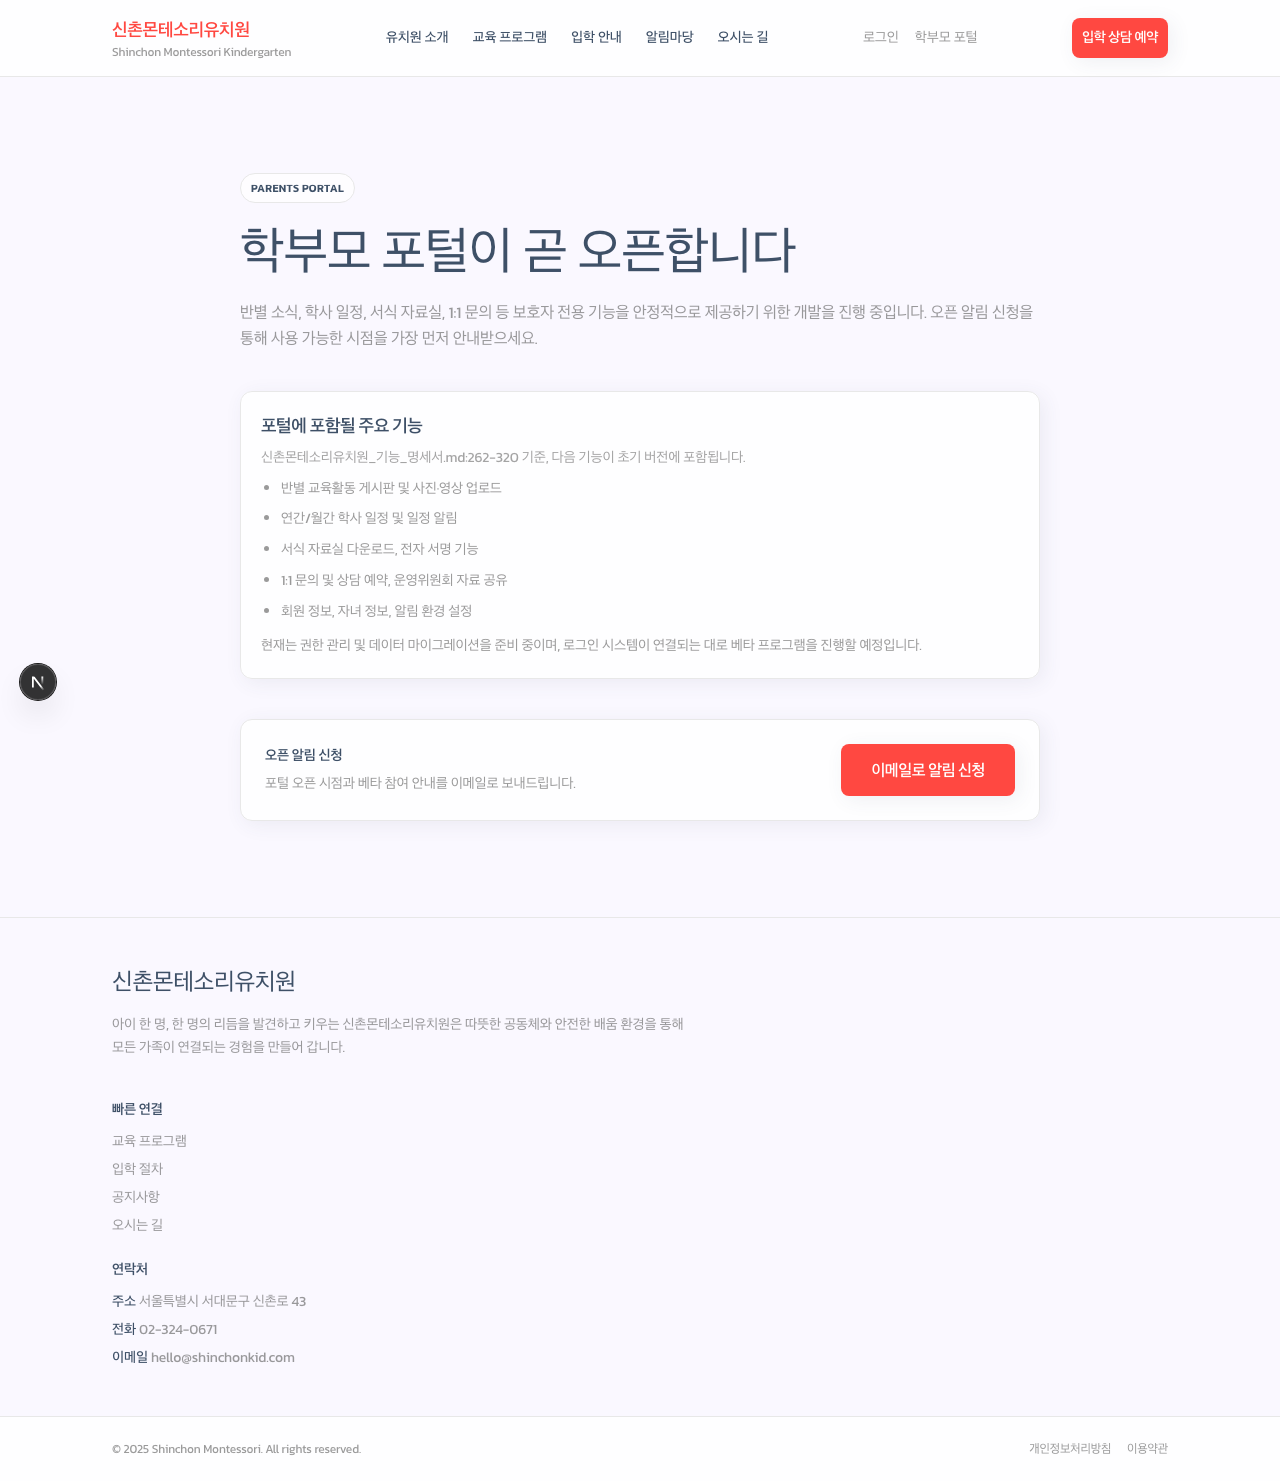 신촌몬테소리유치원
Shinchon Montessori Kindergarten
유치원 소개
교육 프로그램
입학 안내
알림마당
오시는 길
로그인
학부모 포털
입학 상담 예약
PARENTS PORTAL
학부모 포털이 곧 오픈합니다
반별 소식, 학사 일정, 서식 자료실, 1:1 문의 등 보호자 전용 기능을 안정적으로 제공하기 위한 개발을 진행 중입니다. 오픈 알림 신청을
통해 사용 가능한 시점을 가장 먼저 안내받으세요.
포털에 포함될 주요 기능
신촌몬테소리유치원_기능_명세서.md:262-320 기준, 다음 기능이 초기 버전에 포함됩니다.
반별 교육활동 게시판 및 사진·영상 업로드
연간/월간 학사 일정 및 일정 알림
서식 자료실 다운로드, 전자 서명 기능
1:1 문의 및 상담 예약, 운영위원회 자료 공유
회원 정보, 자녀 정보, 알림 환경 설정
현재는 권한 관리 및 데이터 마이그레이션을 준비 중이며, 로그인 시스템이 연결되는 대로 베타 프로그램을 진행할 예정입니다.
N
오픈 알림 신청
포털 오픈 시점과 베타 참여 안내를 이메일로 보내드립니다.
이메일로 알림 신청
신촌몬테소리유치원
아이 한 명, 한 명의 리듬을 발견하고 키우는 신촌몬테소리유치원은 따뜻한 공동체와 안전한 배움 환경을 통해
모든 가족이 연결되는 경험을 만들어 갑니다.
빠른 연결
교육 프로그램
입학 절차
공지사항
오시는 길
연락처
주소 서울특별시 서대문구 신촌로 43
전화 02-324-0671
이메일 hello@shinchonkid.com
© 2025 Shinchon Montessori. All rights reserved.
개인정보처리방침
이용약관